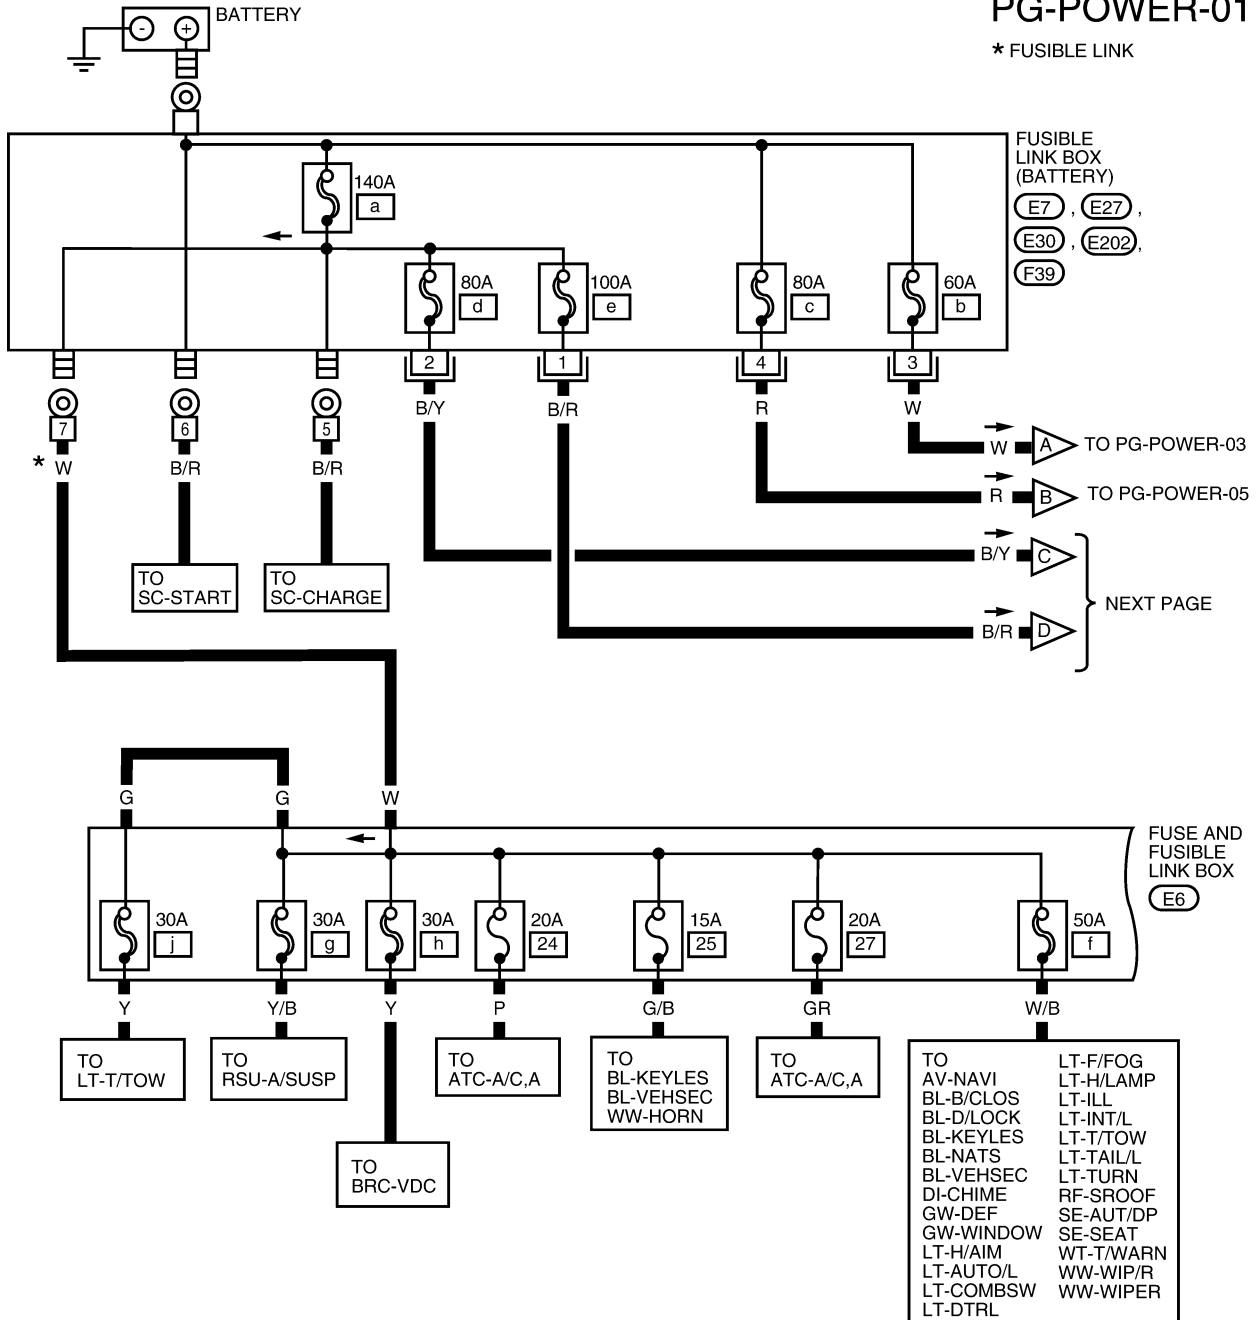 PG-POWER-01
BATTERY
- +
* FUSIBLE LINK
FUSIBLE
LINK BOX
(BATTERY)
E7 , E27 ,
E30 , E202 ,
F39
140A
a
80A
d
100A
e
80A
c
60A
b
2 1 4 3
B/Y B/R R W
7 6 5
* W B/R B/R
W A TO PG-POWER-03
R B TO PG-POWER-05
B/Y C
NEXT PAGE
B/R D
TO
SC-START
TO
SC-CHARGE
G G W
FUSE AND
FUSIBLE
LINK BOX
E6
30A
j
30A
g
30A
h
20A
24
15A
25
20A
27
50A
f
Y Y/B Y P G/B GR W/B
TO
LT-T/TOW
TO
RSU-A/SUSP
TO
BRC-VDC
TO
ATC-A/C,A
TO
BL-KEYLES
BL-VEHSEC
WW-HORN
TO
ATC-A/C,A
TO
AV-NAVI
BL-B/CLOS
BL-D/LOCK
BL-KEYLES
BL-NATS
BL-VEHSEC
DI-CHIME
GW-DEF
GW-WINDOW
LT-H/AIM
LT-AUTO/L
LT-COMBSW
LT-DTRL
LT-F/FOG
LT-H/LAMP
LT-ILL
LT-INT/L
LT-T/TOW
LT-TAIL/L
LT-TURN
RF-SROOF
SE-AUT/DP
SE-SEAT
WT-T/WARN
WW-WIP/R
WW-WIPER